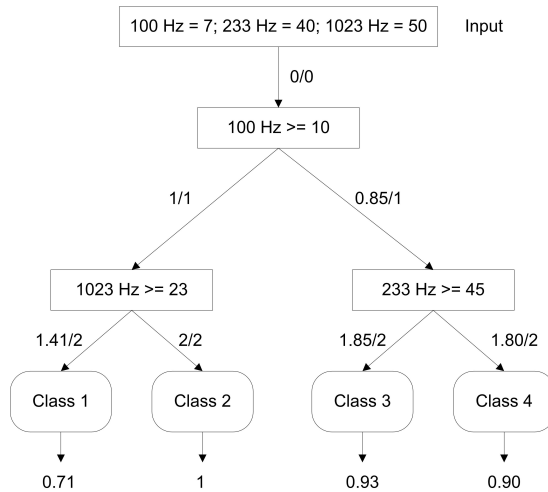 100 Hz = 7; 233 Hz = 40; 1023 Hz = 50
Input
0/0
100 Hz >= 10
1/1
0.85/1
1023 Hz >= 23
233 Hz >= 45
1.41/2
2/2
1.85/2
1.80/2
Class 1
Class 2
Class 3
Class 4
0.71
1
0.93
0.90